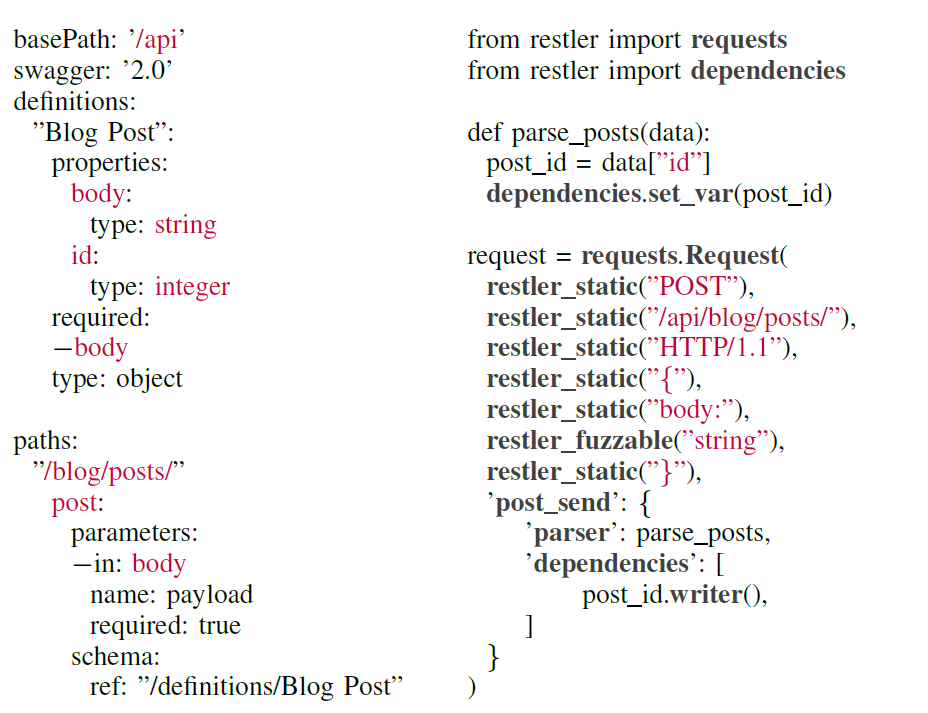 basePath: ’/api’
swagger: ’2.0’
definitions:
”Blog Post”:
properties:
body:
type: string
id:
type: integer
required:
−body
type: object
paths:
”/blog/posts/”
post:
parameters:
−in: body
name: payload
required: true
schema:
ref: ”/definitions/Blog Post”
from restler import requests
from restler import dependencies
def parse_posts(data):
post_id = data[”id”]
dependencies.set_var(post_id)
request = requests.Request(
restler_static(”POST”),
restler_static(”/api/blog/posts/”),
restler_static(”HTTP/1.1”),
restler_static(”{”),
restler_static(”body:”),
restler_fuzzable(”string”),
restler_static(”}”),
’post_send’: {
’parser’: parse_posts,
’dependencies’: [
post_id.writer(),
]
}
)